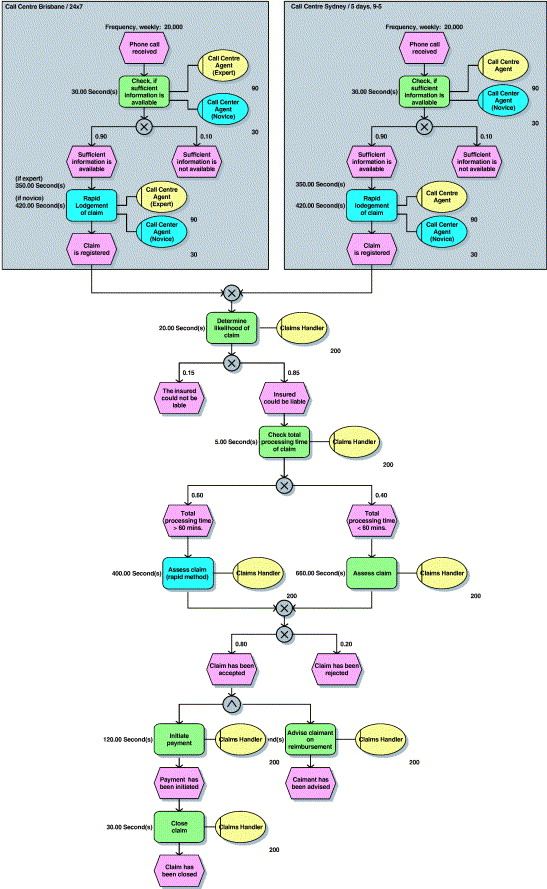 Call Centre Brisbane / 24x7
Frequency, weekly: 20,000
Phone call
received
30.00 Second(s)
Check, if
sufficient
information is
available
Call Centre
Agent
(Expert)
90
Call Center
Agent
(Novice)
30
0.90
0.10
Sufficient
information is
available
Sufficient
information is
not available
(if expert)
350.00 Second(s)
(if novice)
420.00 Second(s)
Rapid
Lodgement
of claim
Call Centre
Agent
(Expert)
90
Call Center
Agent
(Novice)
30
Claim
is registered
Call Centre Sydney / 5 days, 9-5
Frequency, weekly: 20,000
Phone call
received
30.00 Second(s)
Check, if
sufficient
information is
available
Call Centre
Agent
90
Call Center
Agent
(Novice)
30
0.90
0.10
Sufficient
information is
available
Sufficient
information is
not available
350.00 Second(s)
420.00 Second(s)
Rapid
lodgement
of claim
Call Centre
Agent
90
Call Center
Agent
(Novice)
30
Claim
is registered
20.00 Second(s)
Determine
likelihood of
claim
Claims Handler
200
0.15
0.85
The insured
could not be
liable
Insured
could be liable
5.00 Second(s)
Check total
processing time
of claim
Claims Handler
200
0.60
0.40
Total
processing time
> 60 mins.
Total
processing time
< 60 mins.
400.00 Second(s)
Assess claim
(rapid method)
Claims Handler
200
660.00 Second(s)
Assess claim
Claims Handler
200
0.80
0.20
Claim has been
accepted
Claim has been
rejected
120.00 Second(s)
Initiate
payment
Claims Handler
200
nd(s)
Advise claimant
on
reimbursement
Claims Handler
200
Payment has
been initiated
Caimant has
been advised
30.00 Second(s)
Close
claim
Claims Handler
200
Claim has
been closed